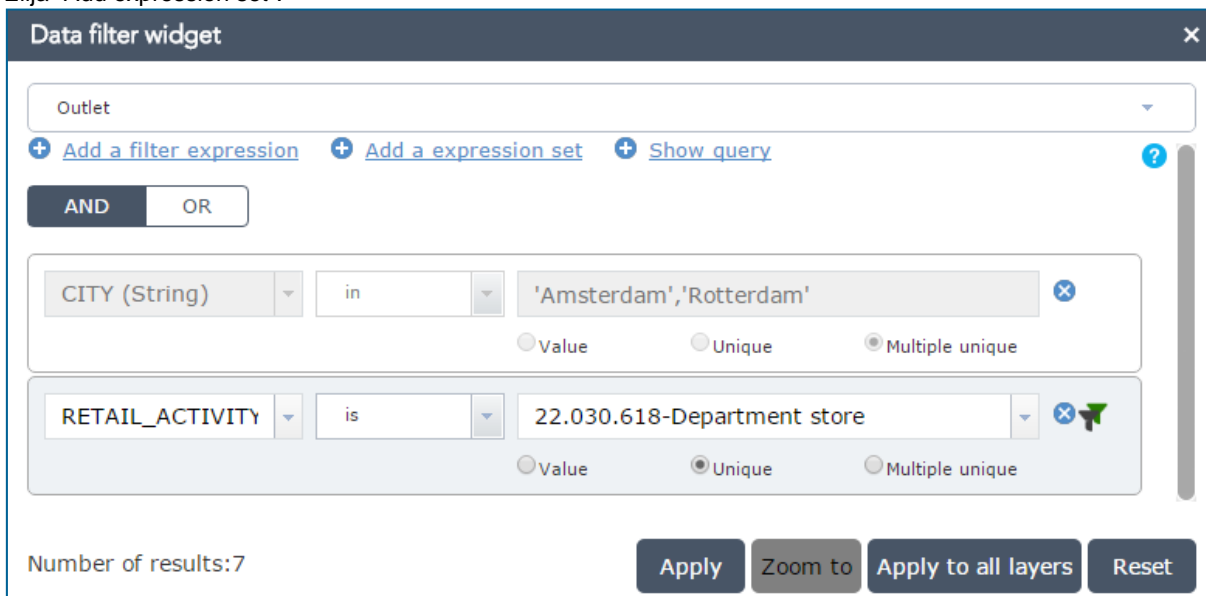 Data filter widget ×
Outlet
Add a filter expression Add a expression set Show query ?
AND OR
CITY (String) in 'Amsterdam','Rotterdam'
Value Unique Multiple unique
RETAIL_ACTIVITY is 22.030.618-Department store
Value Unique Multiple unique
Number of results:7 Apply Zoom to Apply to all layers Reset